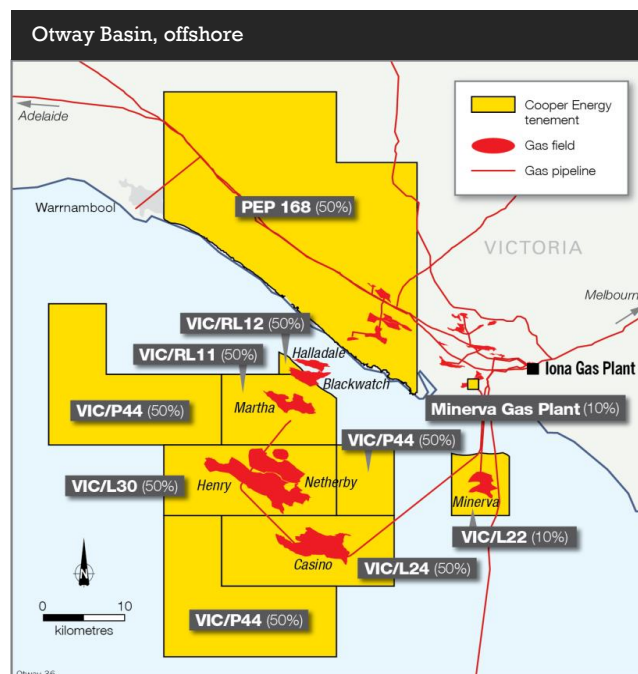 Otway Basin, offshore
Cooper Energy
tenement
Gas field
Gas pipeline
Adelaide
Warrnambool
PEP 168 (50%)
VICTORIA
Melbourn
VIC/RL12 (50%)
Halladale
VIC/RL11 (50%)
Iona Gas Plant
Blackwatch
VIC/P44 (50%)
Martha
Minerva Gas Plant (10%)
VIC/P44 (50%)
VIC/L30 (50%)
Henry
Netherby
Minerva
VIC/L22 (10%)
Casino
VIC/L24 (50%)
N
0 10
kilometres
VIC/P44 (50%)
Otway 36